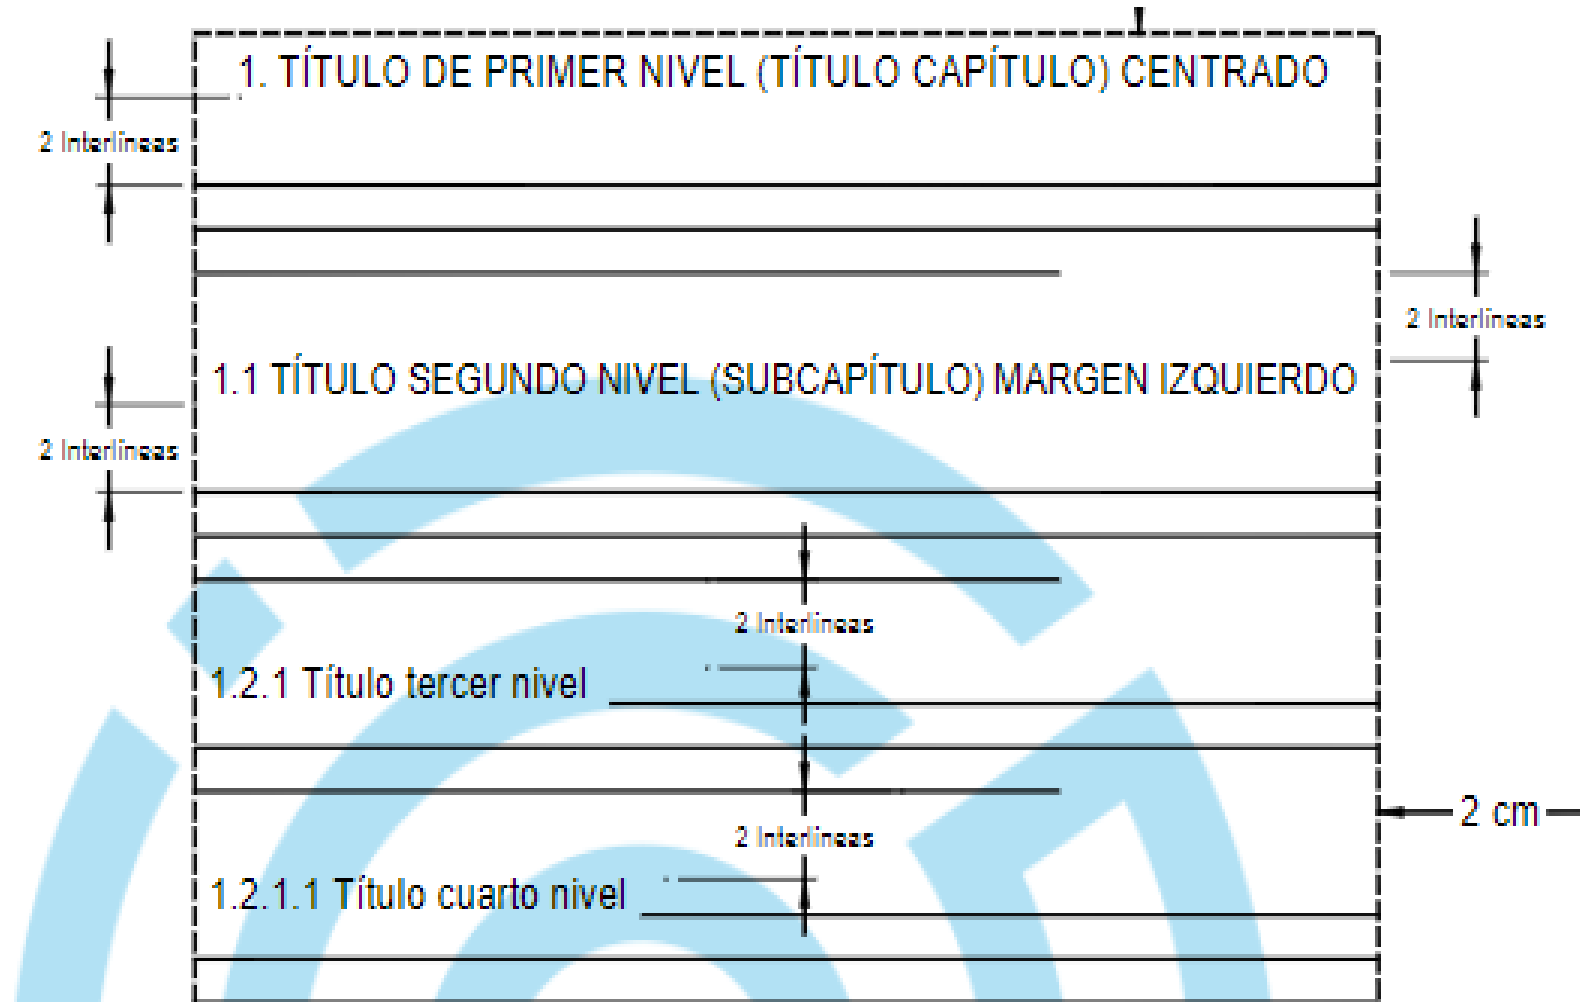 1. TÍTULO DE PRIMER NIVEL (TÍTULO CAPÍTULO) CENTRADO
2 Interlíneas
2 Interlíneas
1.1 TÍTULO SEGUNDO NIVEL (SUBCAPÍTULO) MARGEN IZQUIERDO
2 Interlíneas
2 Interlíneas
1.2.1 Título tercer nivel
2 cm
2 Interlíneas
1.2.1.1 Título cuarto nivel